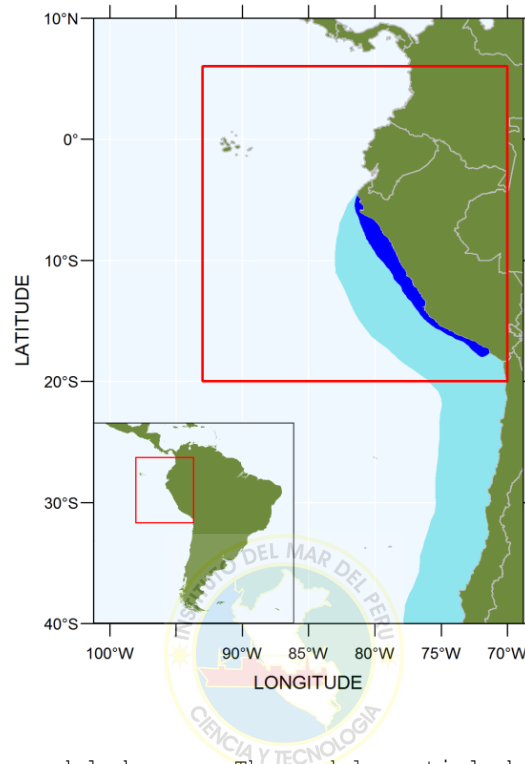 10°N
0°
10°S
20°S
30°S
40°S
LATITUDE
100°W
90°W
85°W
80°W
75°W
70°W
LONGITUDE
INSTITUTO DEL MAR DEL PERU
CIENCIA Y TECNOLOGIA